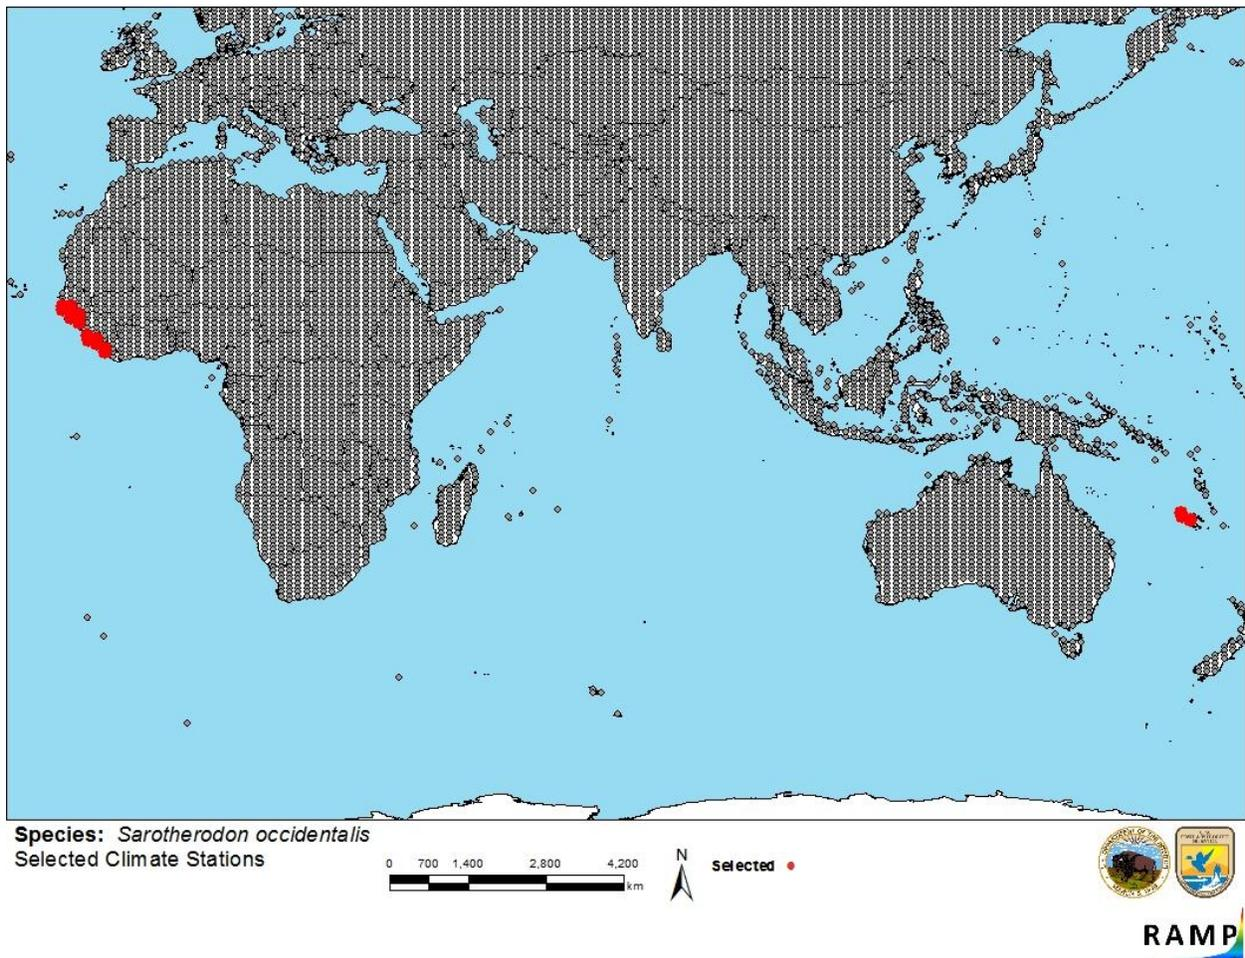 Species: Sarotherodon occidentalis
Selected Climate Stations
0 700 1,400 2,800 4,200
km
N
Selected
RAMP